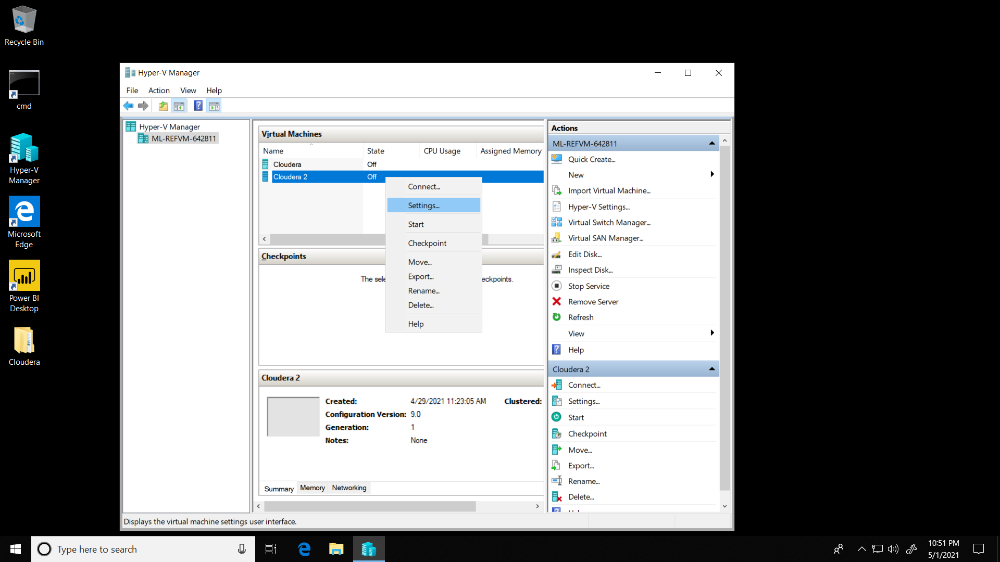 Recycle Bin
cmd
Hyper-V
Manager
Microsoft
Edge
Power BI
Desktop
Cloudera
Hyper-V Manager
File Action View Help
Hyper-V Manager
ML-REFVM-642811
Virtual Machines
Name State CPU Usage Assigned Memory
Cloudera Off
Cloudera 2 Off
Connect...
Settings...
Start
Checkpoint
Move...
Export...
Rename...
Delete...
Help
Checkpoints
The eckpoints.
Cloudera 2
Created: 4/29/2021 11:23:05 AM Clustered:
Configuration Version: 9.0
Generation: 1
Notes: None
Summary Memory Networking
Actions
ML-REFVM-642811
Quick Create...
New
Import Virtual Machine...
Hyper-V Settings...
Virtual Switch Manager...
Virtual SAN Manager...
Edit Disk...
Inspect Disk...
Stop Service
Remove Server
Refresh
View
Help
Cloudera 2
Connect...
Settings...
Start
Checkpoint
Move...
Export...
Rename...
Delete...
Displays the virtual machine settings user interface.
Type here to search
10:51 PM
5/1/2021